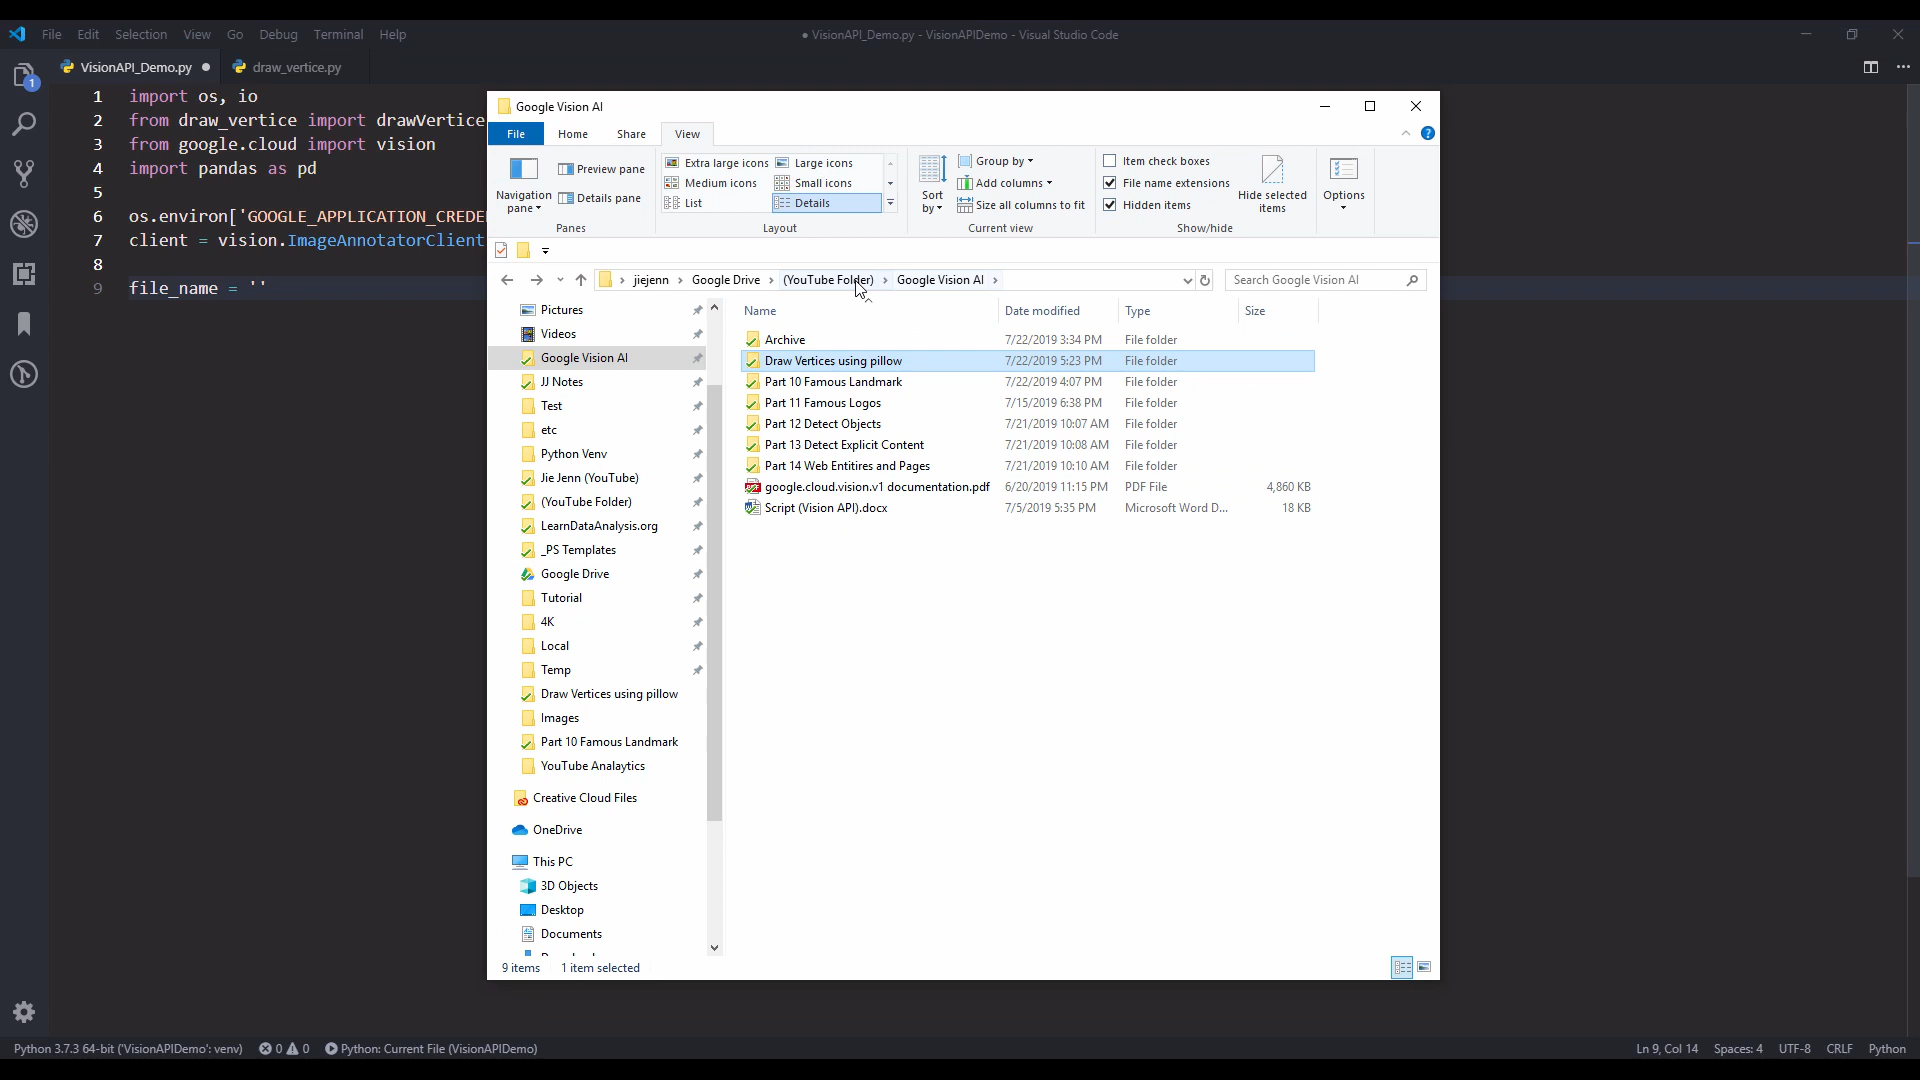 File Edit Selection View Go Debug Terminal Help
● VisionAPI_Demo.py - VisionAPIDemo - Visual Studio Code
VisionAPI_Demo.py ●
draw_vertice.py
1
1 import os, io
2 from draw_vertice import drawVertice
3 from google.cloud import vision
4 import pandas as pd
5
6 os.environ['GOOGLE_APPLICATION_CREDE
7 client = vision.ImageAnnotatorClient
8
9 file_name = ''
Google Vision AI
File Home Share View
Navigation pane
Preview pane
Details pane
Panes
Extra large icons Large icons
Medium icons Small icons
List Details
Layout
Sort by
Group by
Add columns
Size all columns to fit
Current view
Item check boxes
File name extensions
Hidden items
Hide selected items
Show/hide
Options
jiejenn › Google Drive › (YouTube Folder) › Google Vision AI ›
Search Google Vision AI
Pictures
Videos
Google Vision AI
JJ Notes
Test
etc
Python Venv
Jie Jenn (YouTube)
(YouTube Folder)
LearnDataAnalysis.org
_PS Templates
Google Drive
Tutorial
4K
Local
Temp
Draw Vertices using pillow
Images
Part 10 Famous Landmark
YouTube Analaytics
Creative Cloud Files
OneDrive
This PC
3D Objects
Desktop
Documents
Name Date modified Type Size
Archive 7/22/2019 3:34 PM File folder
Draw Vertices using pillow 7/22/2019 5:23 PM File folder
Part 10 Famous Landmark 7/22/2019 4:07 PM File folder
Part 11 Famous Logos 7/15/2019 6:38 PM File folder
Part 12 Detect Objects 7/21/2019 10:07 AM File folder
Part 13 Detect Explicit Content 7/21/2019 10:08 AM File folder
Part 14 Web Entitires and Pages 7/21/2019 10:10 AM File folder
google.cloud.vision.v1 documentation.pdf 6/20/2019 11:15 PM PDF File 4,860 KB
Script (Vision API).docx 7/5/2019 5:35 PM Microsoft Word D... 18 KB
9 items 1 item selected
Python 3.7.3 64-bit ('VisionAPIDemo': venv) 0 0 Python: Current File (VisionAPIDemo)
Ln 9, Col 14 Spaces: 4 UTF-8 CRLF Python